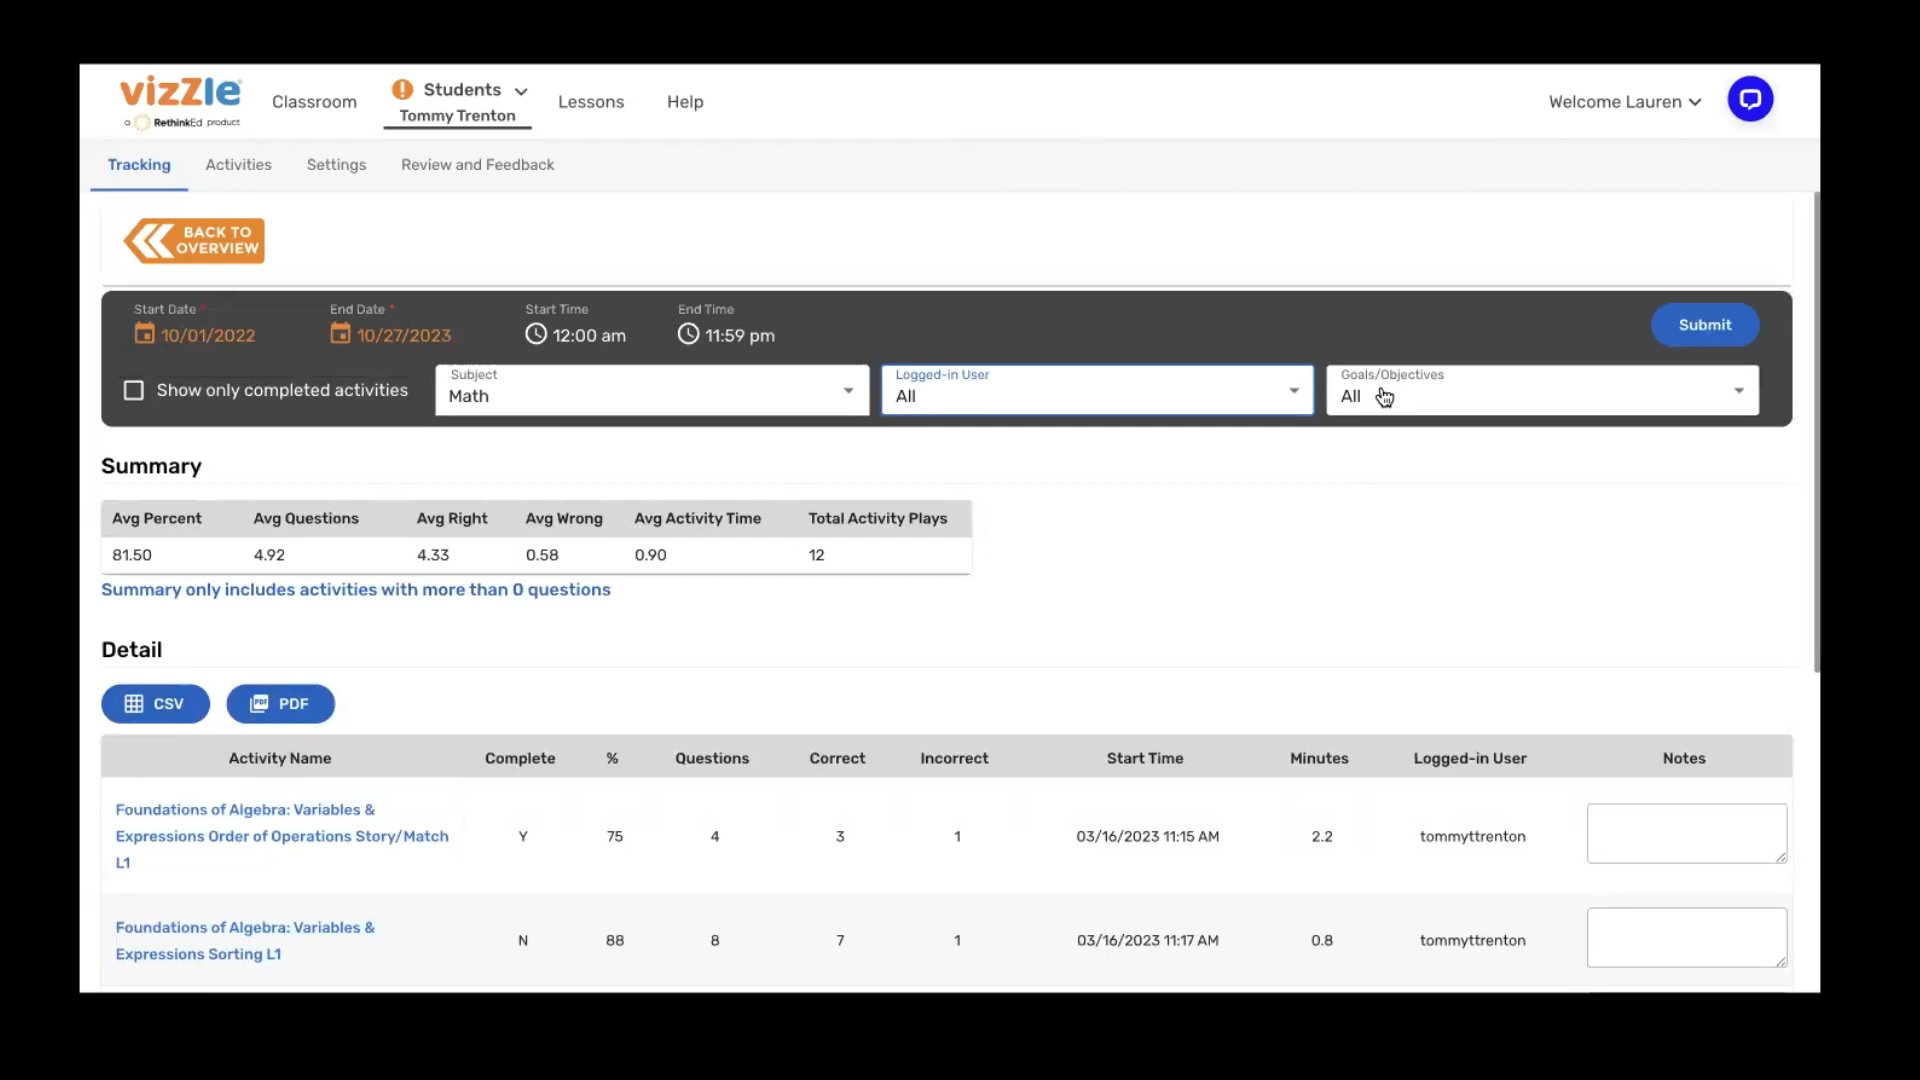 vizZle
a RethinkEd product
Classroom
Students
Tommy Trenton
Lessons
Help
Welcome Lauren
Tracking
Activities
Settings
Review and Feedback
BACK TO
OVERVIEW
Start Date *
End Date *
Start Time
End Time
10/01/2022
10/27/2023
12:00 am
11:59 pm
Submit
Show only completed activities
Subject
Math
Logged-in User
All
Goals/Objectives
All
Summary
Avg Percent Avg Questions Avg Right Avg Wrong Avg Activity Time Total Activity Plays
81.50 4.92 4.33 0.58 0.90 12
Summary only includes activities with more than 0 questions
Detail
CSV
PDF
Activity Name Complete % Questions Correct Incorrect Start Time Minutes Logged-in User Notes
Foundations of Algebra: Variables &
Expressions Order of Operations Story/Match
L1
Y 75 4 3 1 03/16/2023 11:15 AM 2.2 tommyttrenton
Foundations of Algebra: Variables &
Expressions Sorting L1
N 88 8 7 1 03/16/2023 11:17 AM 0.8 tommyttrenton